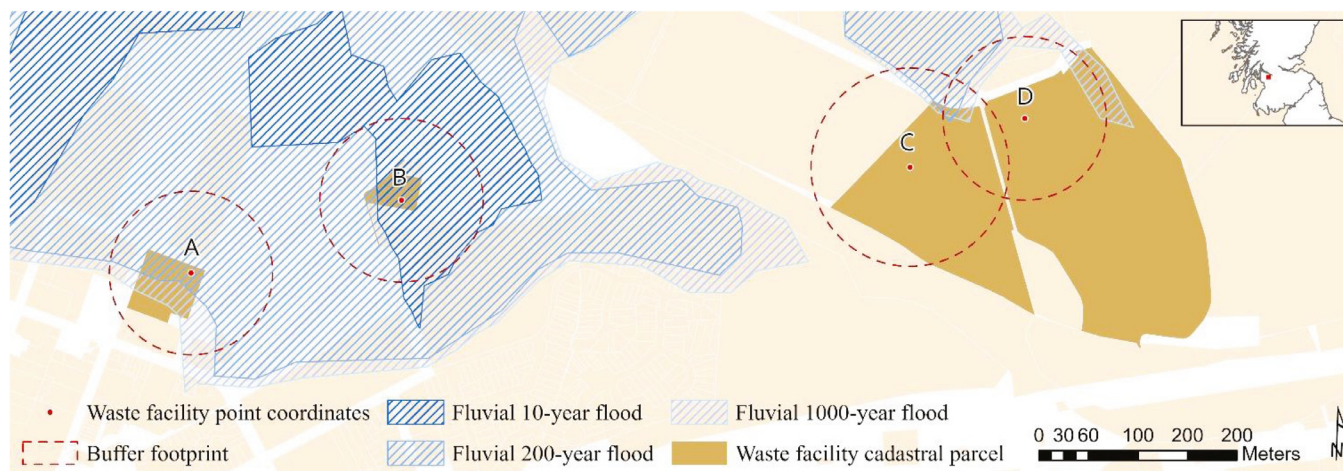 A
B
C
D
Waste facility point coordinates
Fluvial 10-year flood
Fluvial 1000-year flood
Buffer footprint
Fluvial 200-year flood
Waste facility cadastral parcel
0 30 60 100 200 200
Meters
N